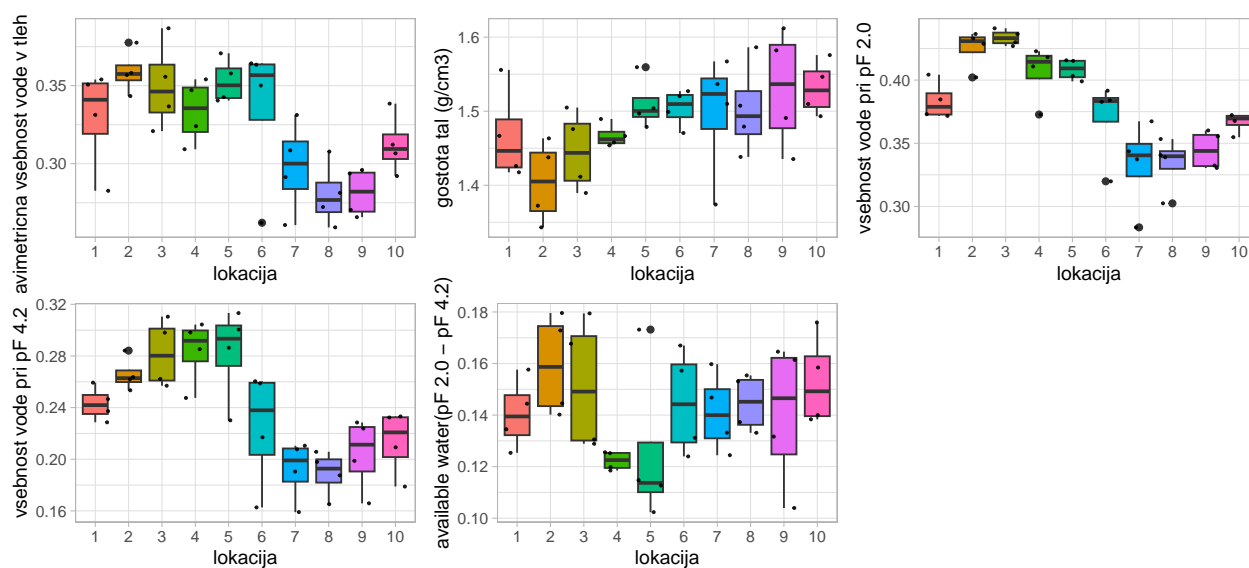 avimetricna vsebnost vode v tleh
0.35
0.30
1 2 3 4 5 6 7 8 9 10
lokacija
gostota tal (g/cm3)
1.6
1.5
1.4
1 2 3 4 5 6 7 8 9 10
lokacija
vsebnost vode pri pF 2.0
0.40
0.35
0.30
1 2 3 4 5 6 7 8 9 10
lokacija
vsebnost vode pri pF 4.2
0.32
0.28
0.24
0.20
0.16
1 2 3 4 5 6 7 8 9 10
lokacija
available water(pF 2.0 − pF 4.2)
0.18
0.16
0.14
0.12
0.10
1 2 3 4 5 6 7 8 9 10
lokacija